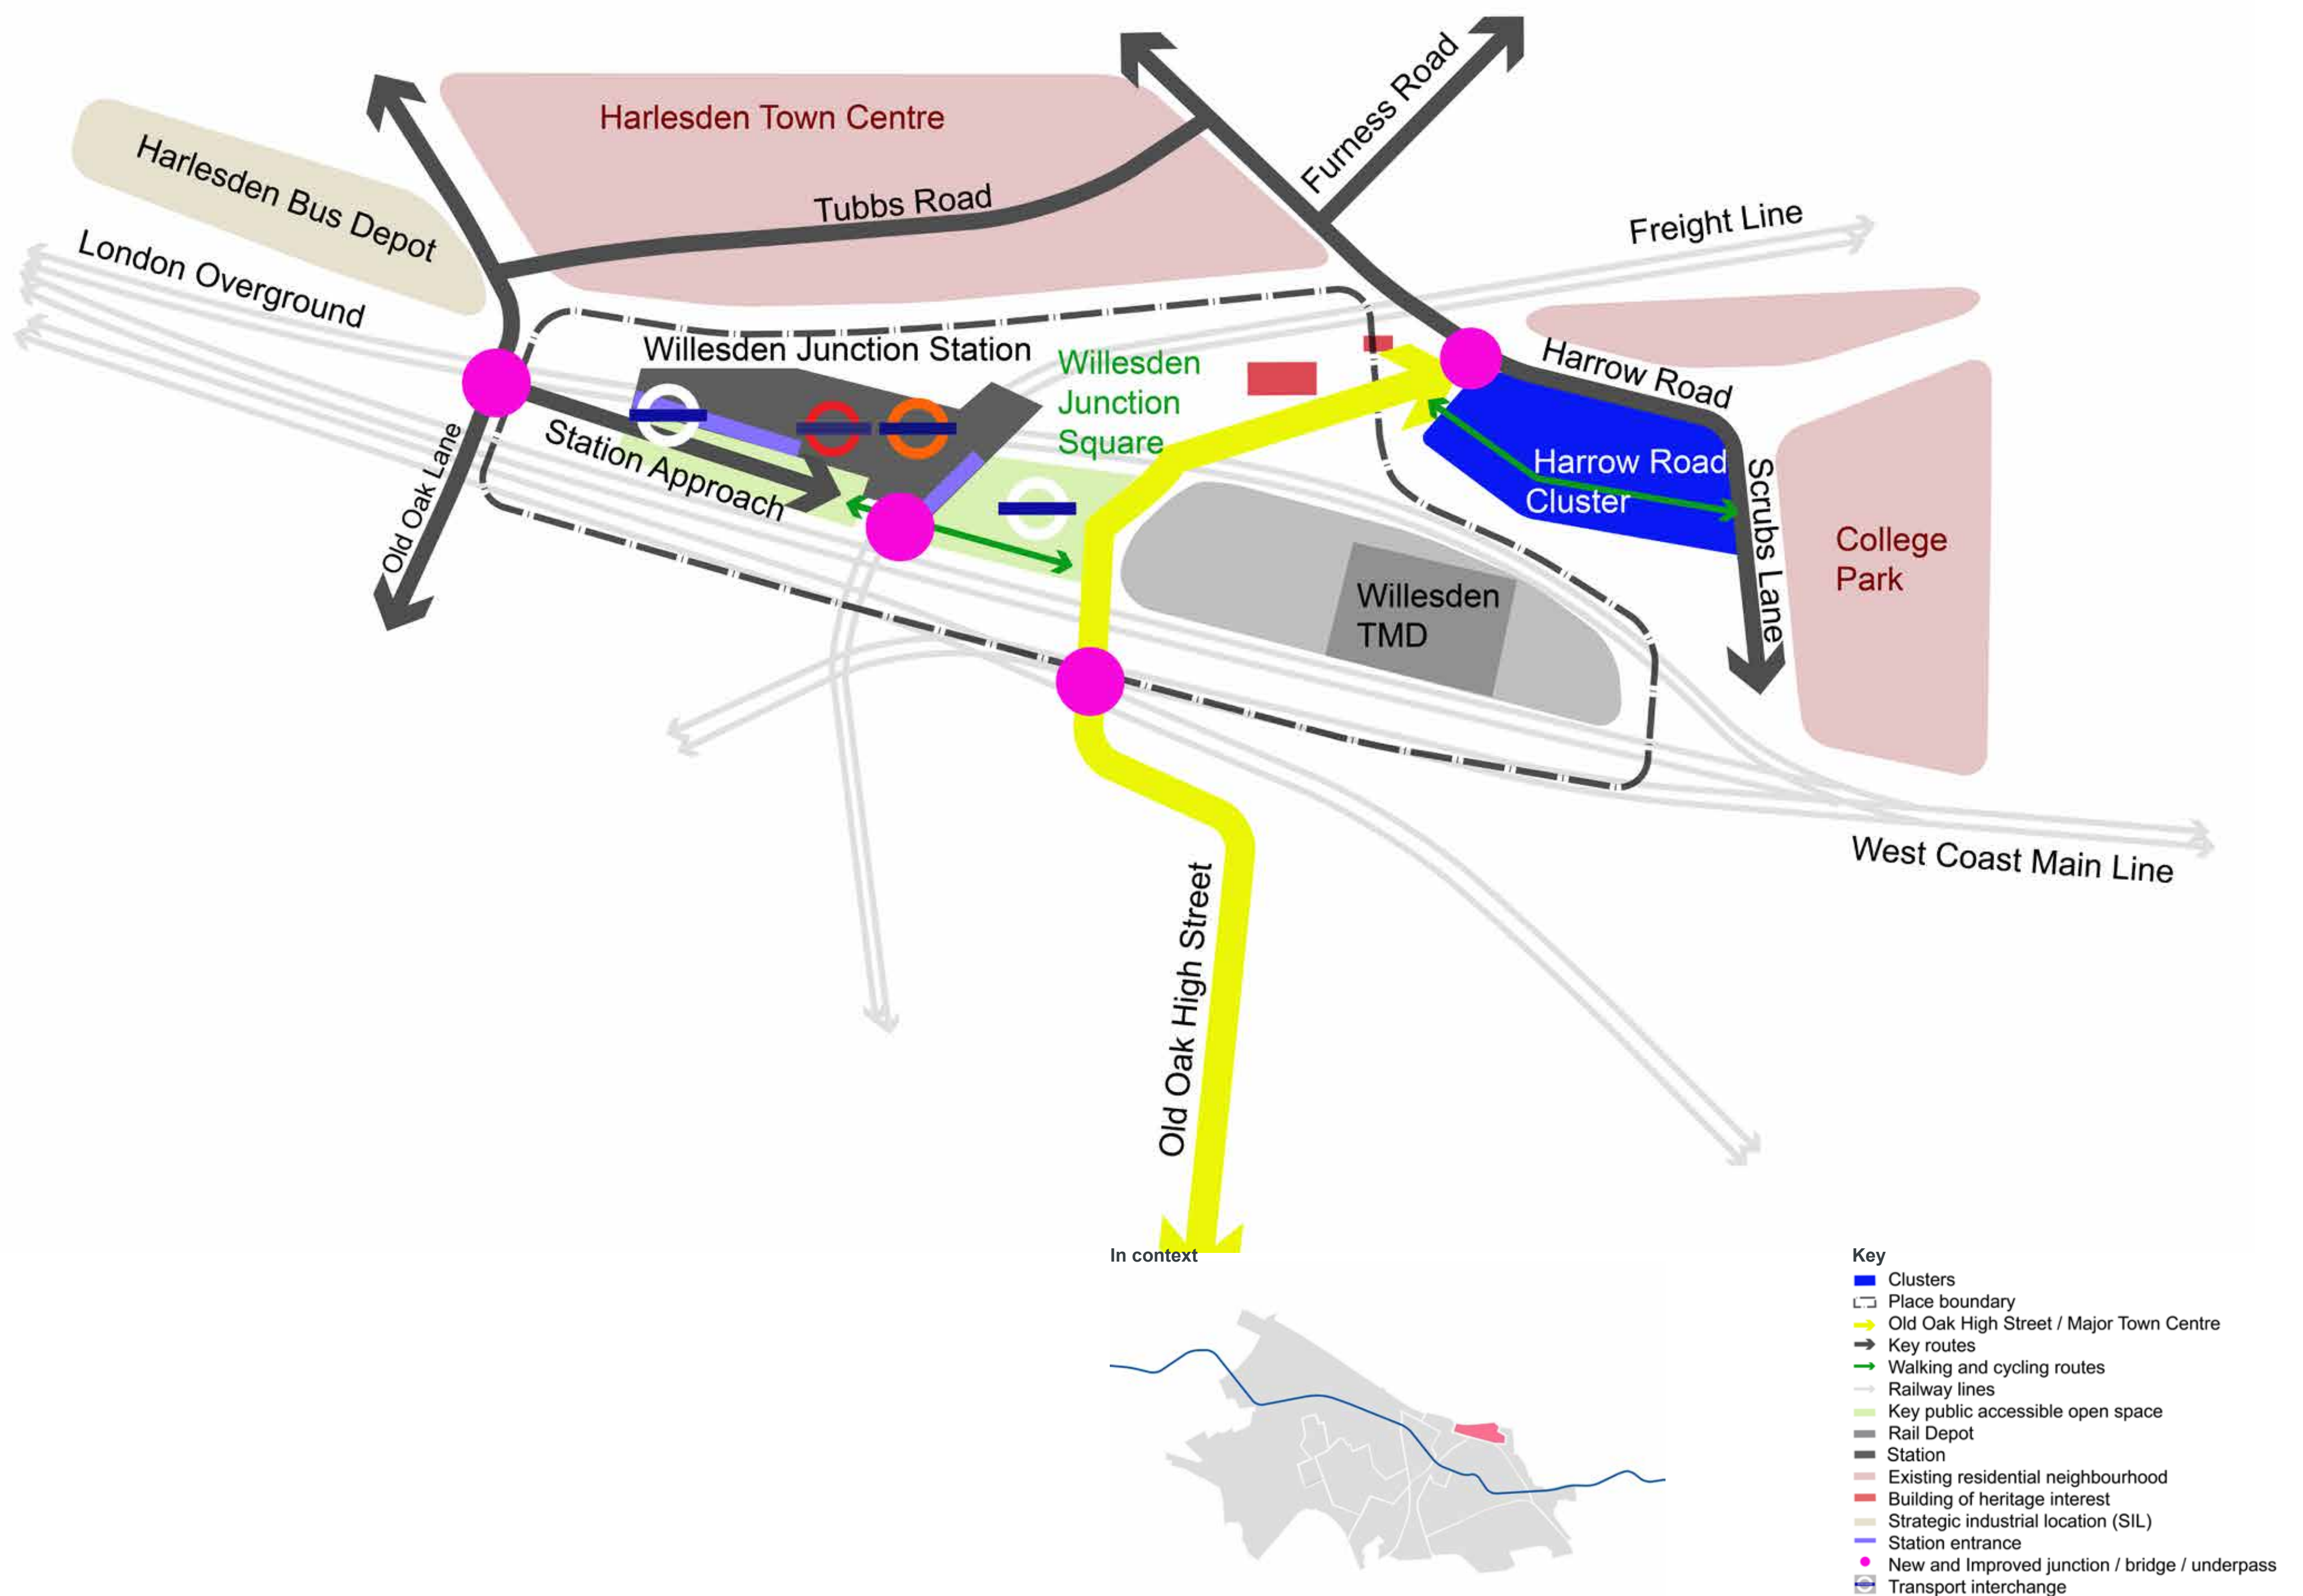 Furness Road
Harlesden Town Centre
Harlesden Bus Depot
Tubbs Road
Freight Line
London Overground
Willesden Junction Station
Willesden
Junction
Square
Harrow Road
Station Approach
Old Oak Lane
Harrow Road
Cluster
Scrubs Lane
College
Park
Willesden
TMD
West Coast Main Line
Old Oak High Street
In context
Key
Clusters
Place boundary
Old Oak High Street / Major Town Centre
Key routes
Walking and cycling routes
Railway lines
Key public accessible open space
Rail Depot
Station
Existing residential neighbourhood
Building of heritage interest
Strategic industrial location (SIL)
Station entrance
New and Improved junction / bridge / underpass
Transport interchange